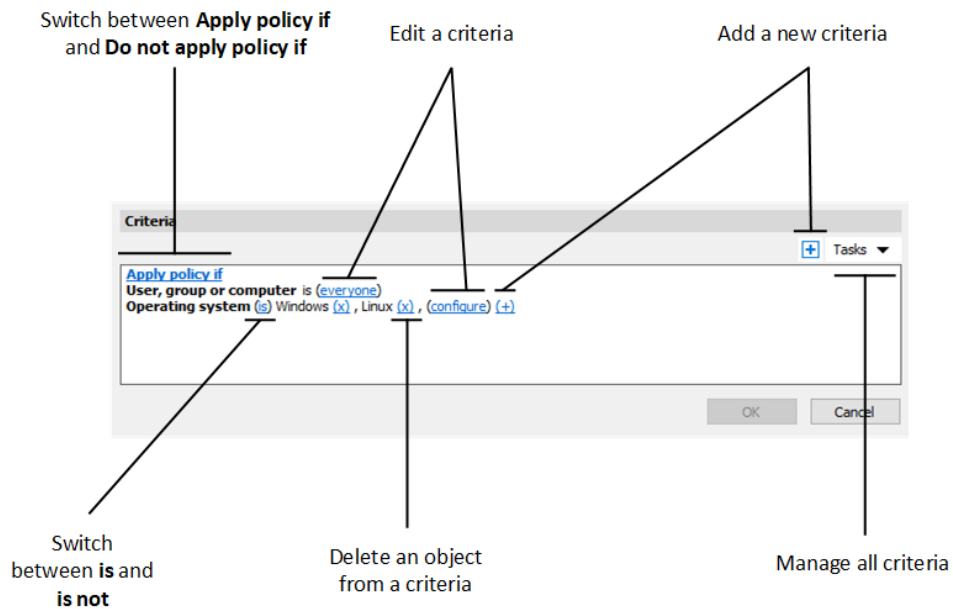 Switch between Apply policy if
and Do not apply policy if
Edit a criteria
Add a new criteria
Criteria
+ Tasks
Apply policy if
User, group or computer is (everyone)
Operating system (is) Windows (x) , Linux (x) , (configure) (+)
OK Cancel
Switch
between is and
is not
Delete an object
from a criteria
Manage all criteria